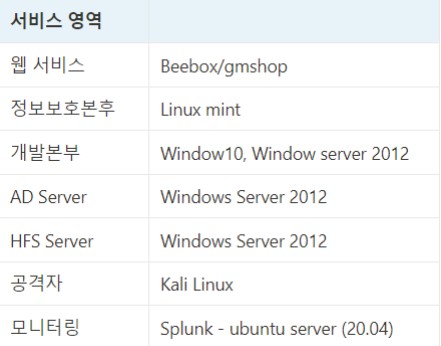 서비스 영역
웹 서비스 Beebox/gmshop
정보보호본후 Linux mint
개발본부 Window10, Window server 2012
AD Server Windows Server 2012
HFS Server Windows Server 2012
공격자 Kali Linux
모니터링 Splunk - ubuntu server (20.04)